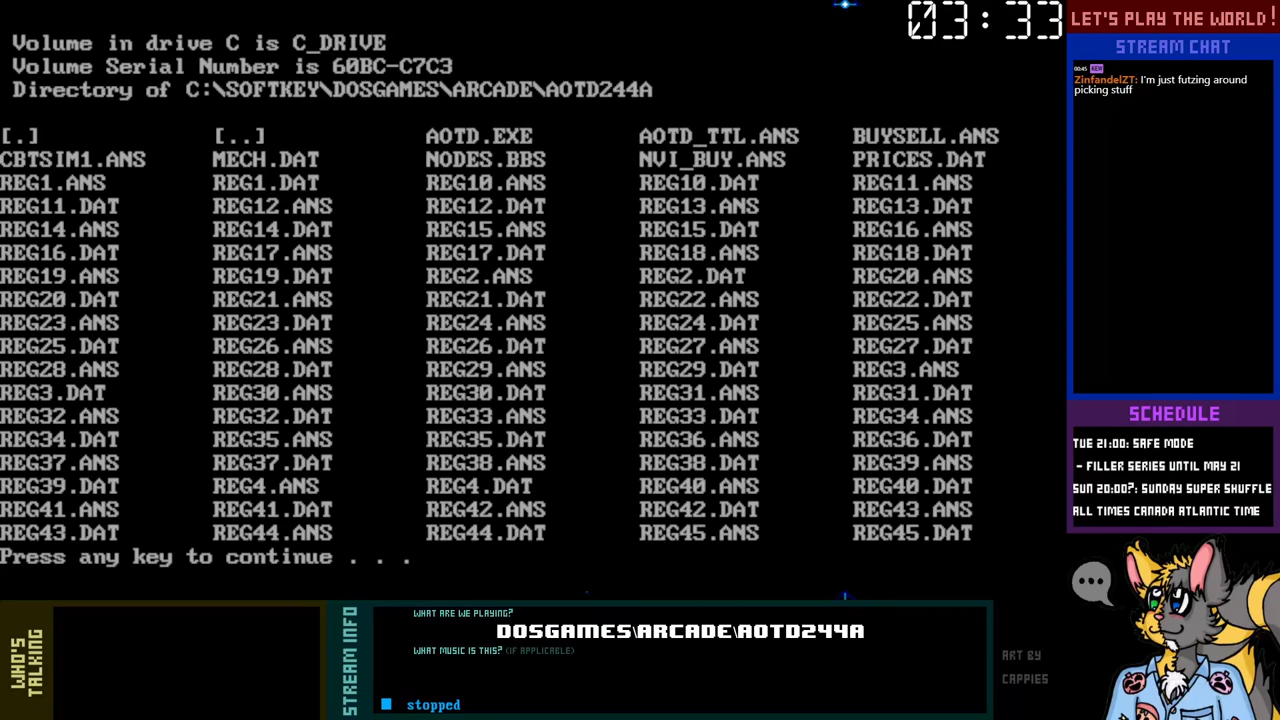 03:33
LET'S PLAY THE WORLD!
STREAM CHAT
00:45 KEW
ZinfandelZT: I'm just futzing around
picking stuff
Volume in drive C is C_DRIVE
Volume Serial Number is 60BC-C7C3
Directory of C:\SOFTKEY\DOSGAMES\ARCADE\AOTD244A
[.] [..] AOTD.EXE AOTD_TTL.ANS BUYSELL.ANS
CBTSIM1.ANS MECH.DAT NODES.BBS NVI_BUY.ANS PRICES.DAT
REG1.ANS REG1.DAT REG10.ANS REG10.DAT REG11.ANS
REG11.DAT REG12.ANS REG12.DAT REG13.ANS REG13.DAT
REG14.ANS REG14.DAT REG15.ANS REG15.DAT REG16.ANS
REG16.DAT REG17.ANS REG17.DAT REG18.ANS REG18.DAT
REG19.ANS REG19.DAT REG2.ANS REG2.DAT REG20.ANS
REG20.DAT REG21.ANS REG21.DAT REG22.ANS REG22.DAT
REG23.ANS REG23.DAT REG24.ANS REG24.DAT REG25.ANS
REG25.DAT REG26.ANS REG26.DAT REG27.ANS REG27.DAT
REG28.ANS REG28.DAT REG29.ANS REG29.DAT REG3.ANS
REG3.DAT REG30.ANS REG30.DAT REG31.ANS REG31.DAT
REG32.ANS REG32.DAT REG33.ANS REG33.DAT REG34.ANS
REG34.DAT REG35.ANS REG35.DAT REG36.ANS REG36.DAT
REG37.ANS REG37.DAT REG38.ANS REG38.DAT REG39.ANS
REG39.DAT REG4.ANS REG4.DAT REG40.ANS REG40.DAT
REG41.ANS REG41.DAT REG42.ANS REG42.DAT REG43.ANS
REG43.DAT REG44.ANS REG44.DAT REG45.ANS REG45.DAT
Press any key to continue . . .
SCHEDULE
TUE 21:00: SAFE MODE
- FILLER SERIES UNTIL MAY 21
SUN 20:00?: SUNDAY SUPER SHUFFLE
ALL TIMES CANADA ATLANTIC TIME
WHO'S
TALKING
STREAM INFO
WHAT ARE WE PLAYING?
DOSGAMES\ARCADE\AOTD244A
WHAT MUSIC IS THIS? (IF APPLICABLE)
stopped
ART BY
CAPPIES